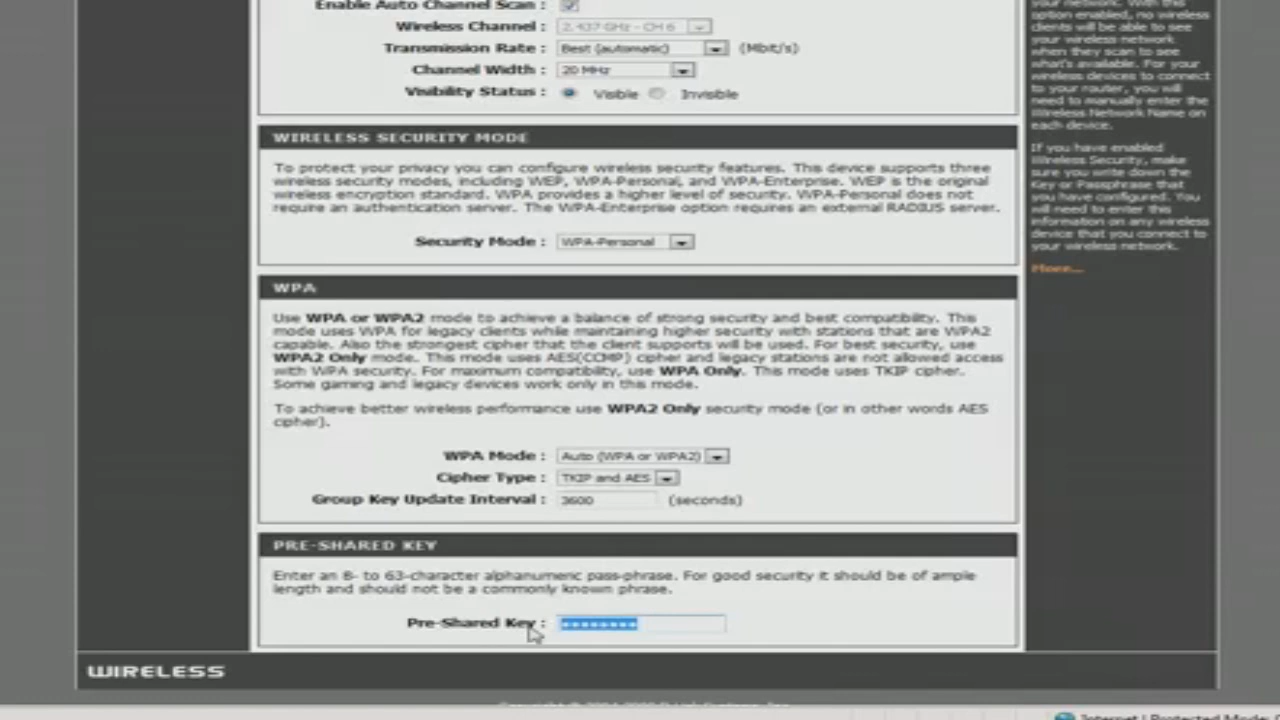 Enable Auto Channel Scan :
Wireless Channel : 2.437 GHz - CH 6
Transmission Rate : Best (automatic) (Mbit/s)
Channel Width : 20 MHz
Visibility Status : Visible Invisible
WIRELESS SECURITY MODE
To protect your privacy you can configure wireless security features. This device supports three
wireless security modes, including WEP, WPA-Personal, and WPA-Enterprise. WEP is the original
wireless encryption standard. WPA provides a higher level of security. WPA-Personal does not
require an authentication server. The WPA-Enterprise option requires an external RADIUS server.
Security Mode : WPA-Personal
WPA
Use WPA or WPA2 mode to achieve a balance of strong security and best compatibility. This
mode uses WPA for legacy clients while maintaining higher security with stations that are WPA2
capable. Also the strongest cipher that the client supports will be used. For best security, use
WPA2 Only mode. This mode uses AES(CCMP) cipher and legacy stations are not allowed access
with WPA security. For maximum compatibility, use WPA Only. This mode uses TKIP cipher.
Some gaming and legacy devices work only in this mode.
To achieve better wireless performance use WPA2 Only security mode (or in other words AES
cipher).
WPA Mode : Auto (WPA or WPA2)
Cipher Type : TKIP and AES
Group Key Update Interval : 3600 (seconds)
PRE-SHARED KEY
Enter an 8- to 63-character alphanumeric pass-phrase. For good security it should be of ample
length and should not be a commonly known phrase.
Pre-Shared Key : ••••••••
your network. With this
option enabled, no wireless
clients will be able to see
your wireless network
when they scan to see
what's available. For your
wireless devices to connect
to your router, you will
need to manually enter the
Wireless Network Name on
each device.
If you have enabled
Wireless Security, make
sure you write down the
Key or Passphrase that
you have configured. You
will need to enter this
information on any wireless
device that you connect to
your wireless network.
More...
WIRELESS
Internet | Protected Mode: